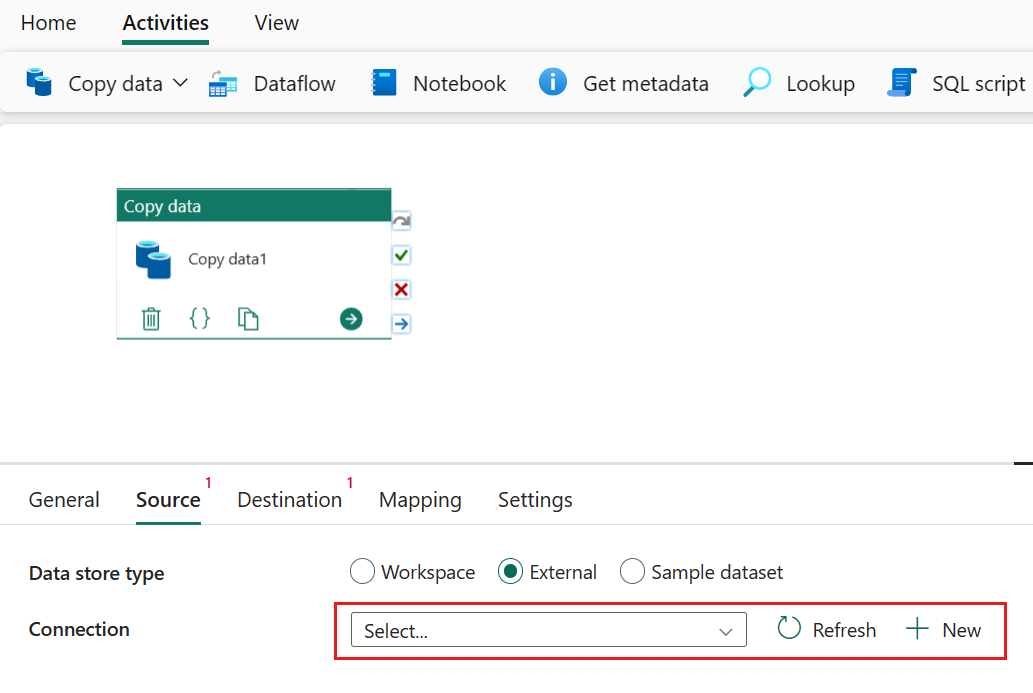 Home Activities View
Copy data Dataflow Notebook Get metadata Lookup SQL script
Copy data
Copy data1
General Source 1 Destination 1 Mapping Settings
Data store type Workspace External Sample dataset
Connection Select... Refresh New